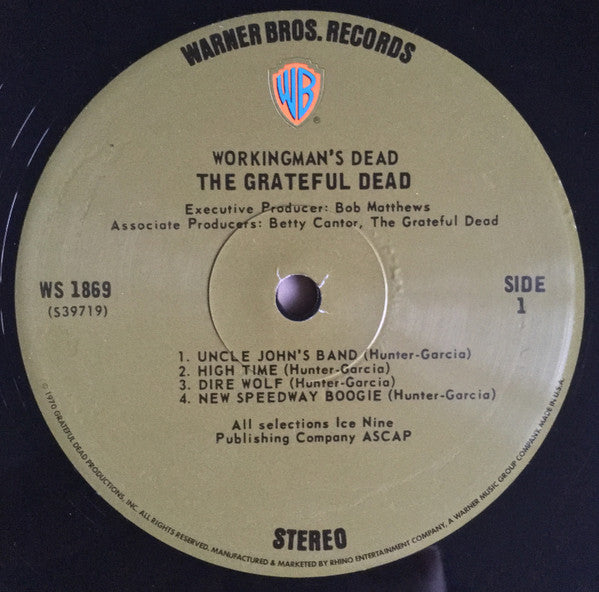 WARNER BROS. RECORDS
WB
®
WORKINGMAN'S DEAD
THE GRATEFUL DEAD
Executive Producer: Bob Matthews
Associate Producers: Betty Cantor, The Grateful Dead
WS 1869
(S39719)
SIDE
1
1. UNCLE JOHN'S BAND (Hunter-Garcia)
2. HIGH TIME (Hunter-Garcia)
3. DIRE WOLF (Hunter-Garcia)
4. NEW SPEEDWAY BOOGIE (Hunter-Garcia)
All selections Ice Nine
Publishing Company ASCAP
STEREO
© 1970 GRATEFUL DEAD PRODUCTIONS, INC. ALL RIGHTS RESERVED. MANUFACTURED & MARKETED BY RHINO ENTERTAINMENT COMPANY, A WARNER MUSIC GROUP COMPANY. MADE IN U.S.A.